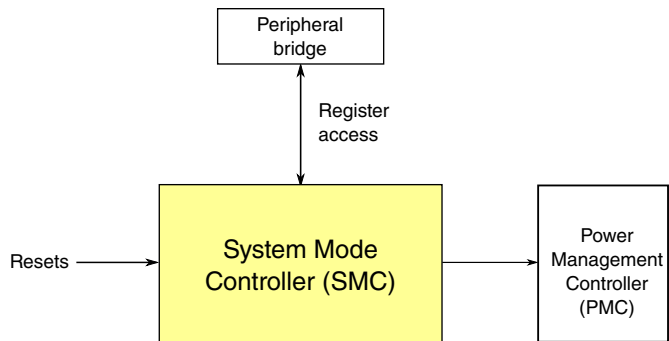 Peripheral
bridge
Register
access
Resets
System Mode
Controller (SMC)
Power
Management
Controller
(PMC)